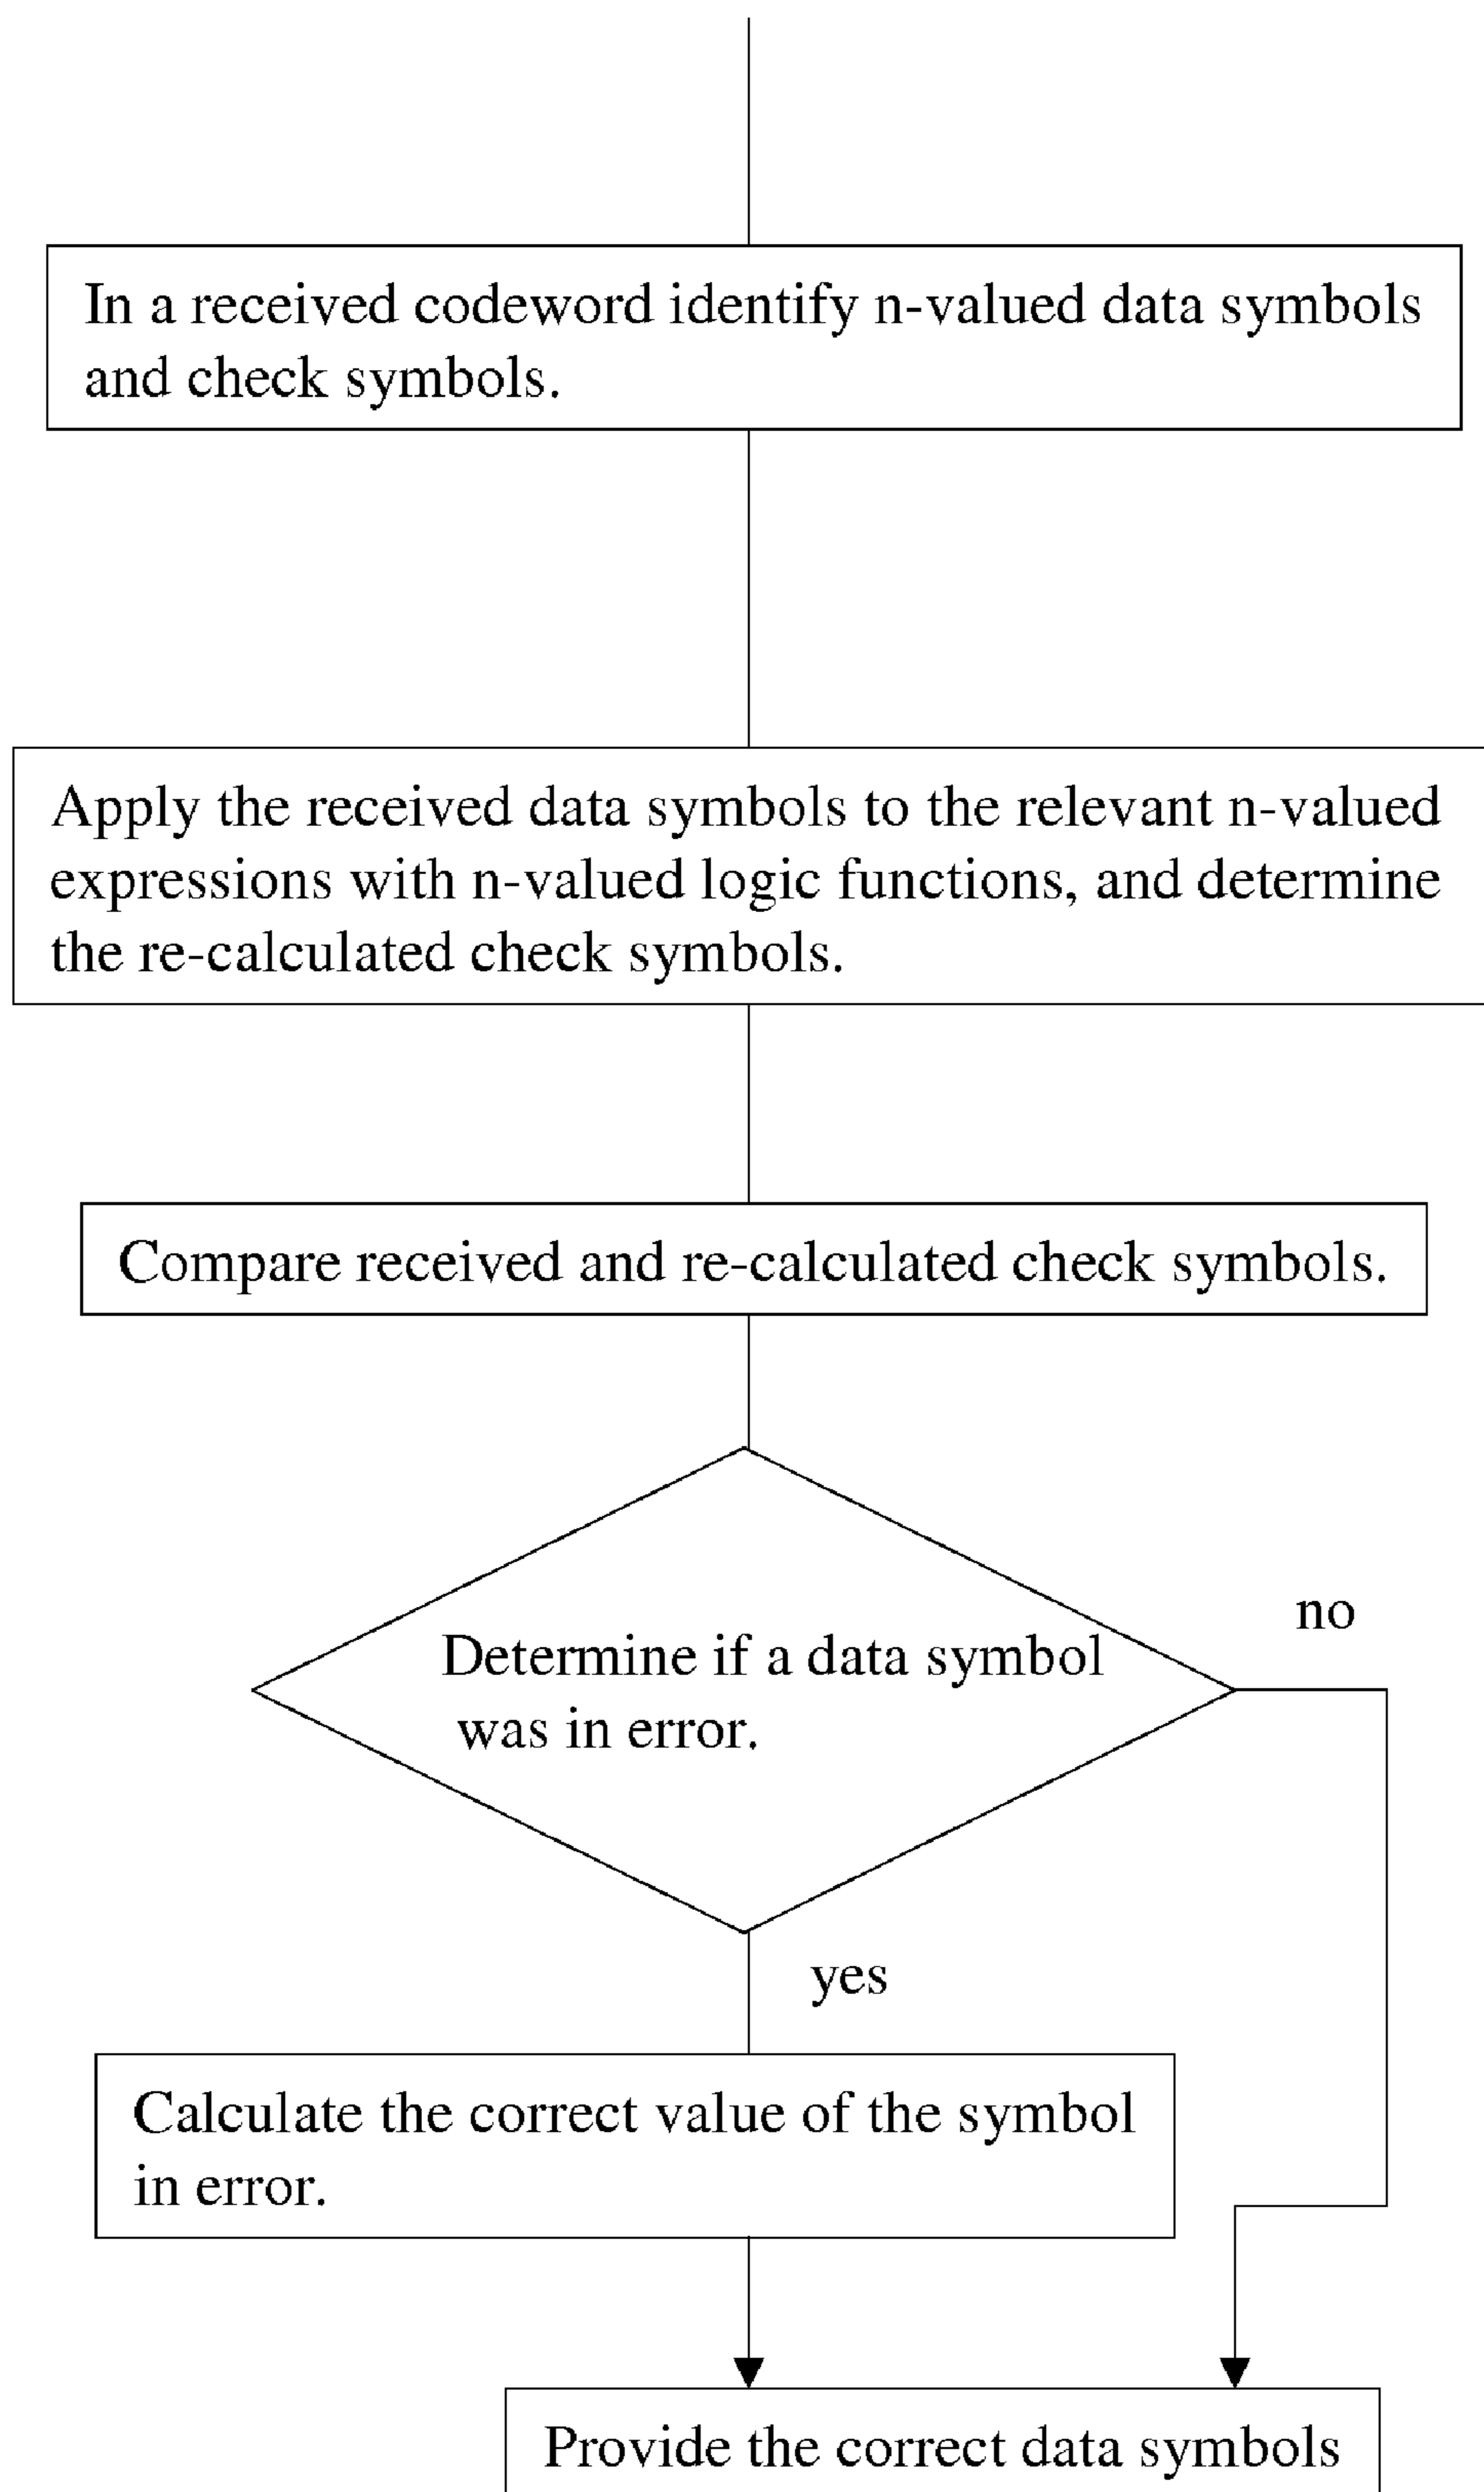 In a received codeword identify n-valued data symbols
and check symbols.
Apply the received data symbols to the relevant n-valued
expressions with n-valued logic functions, and determine
the re-calculated check symbols.
Compare received and re-calculated check symbols.
no
Determine if a data symbol
was in error.
yes
Calculate the correct value of the symbol
in error.
Provide the correct data symbols